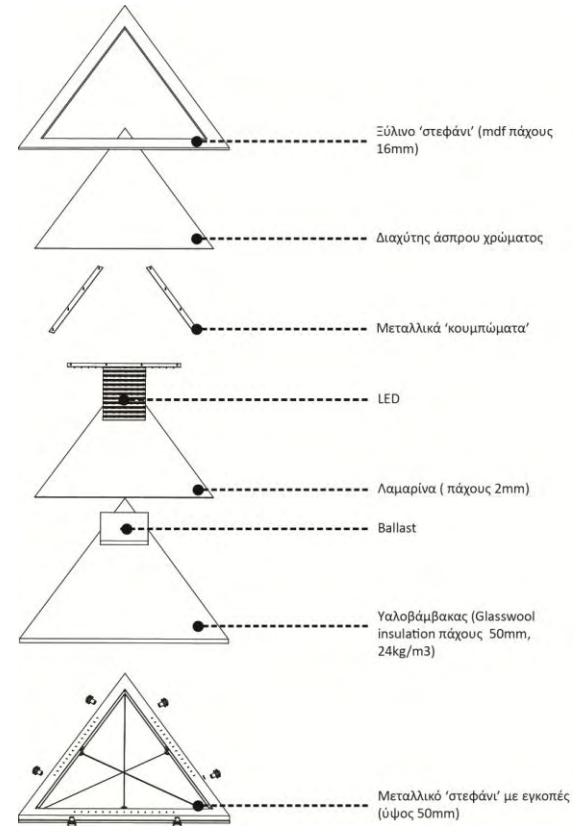 Ξύλινο ‘στεφάνι’ (mdf πάχους
16mm)
Διαχύτης άσπρου χρώματος
Μεταλλικά ‘κουμπώματα’
LED
Λαμαρίνα ( πάχους 2mm)
Ballast
Υαλοβάμβακας (Glasswool
insulation πάχους 50mm,
24kg/m3)
Μεταλλικό ‘στεφάνι’ με εγκοπές
(ύψος 50mm)